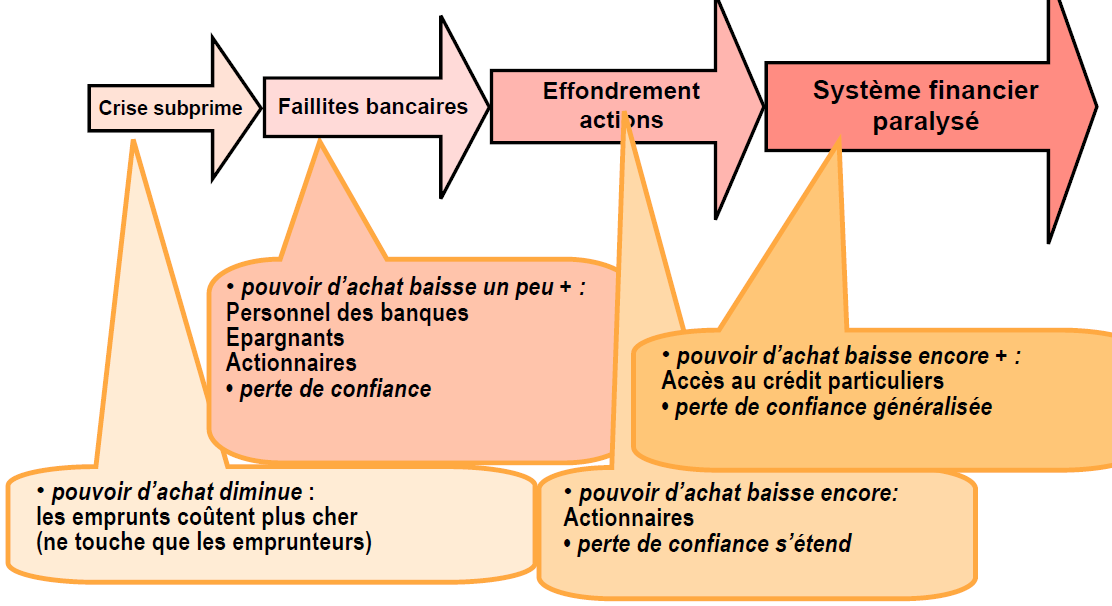 Crise subprime
Faillites bancaires
Effondrement
actions
Système financier
paralysé
• pouvoir d’achat baisse un peu + :
Personnel des banques
Epargnants
Actionnaires
• perte de confiance
• pouvoir d’achat baisse encore + :
Accès au crédit particuliers
• perte de confiance généralisée
• pouvoir d’achat diminue :
les emprunts coûtent plus cher
(ne touche que les emprunteurs)
• pouvoir d’achat baisse encore:
Actionnaires
• perte de confiance s’étend